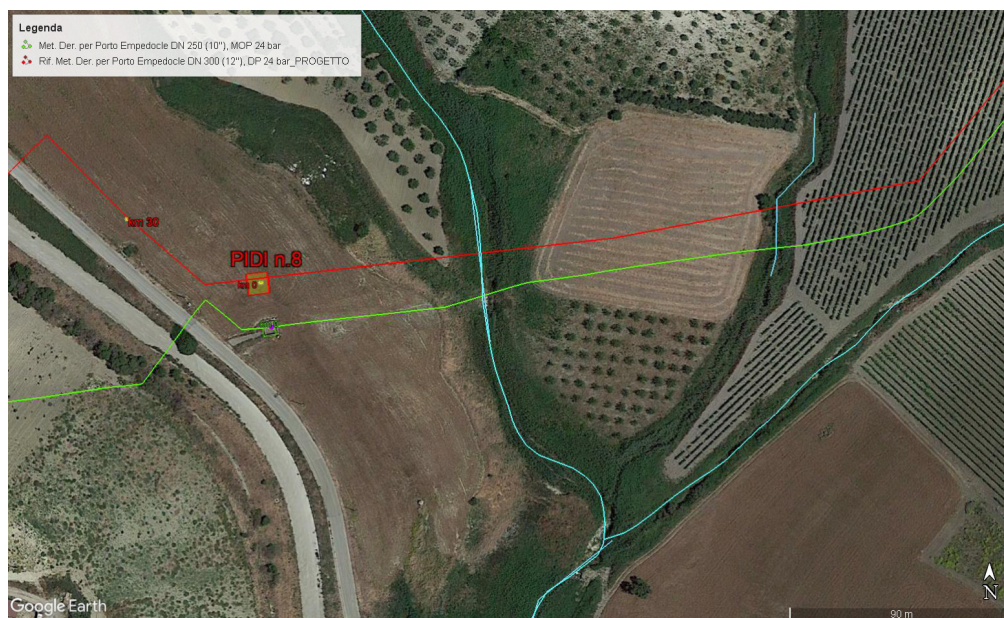 Legenda
Met. Der. per Porto Empedocle DN 250 (10"), MOP 24 bar
Rif. Met. Der. per Porto Empedocle DN 300 (12"), DP 24 bar_PROGETTO
km 30
PIDI n.8
km 0
N
Google Earth
90 m